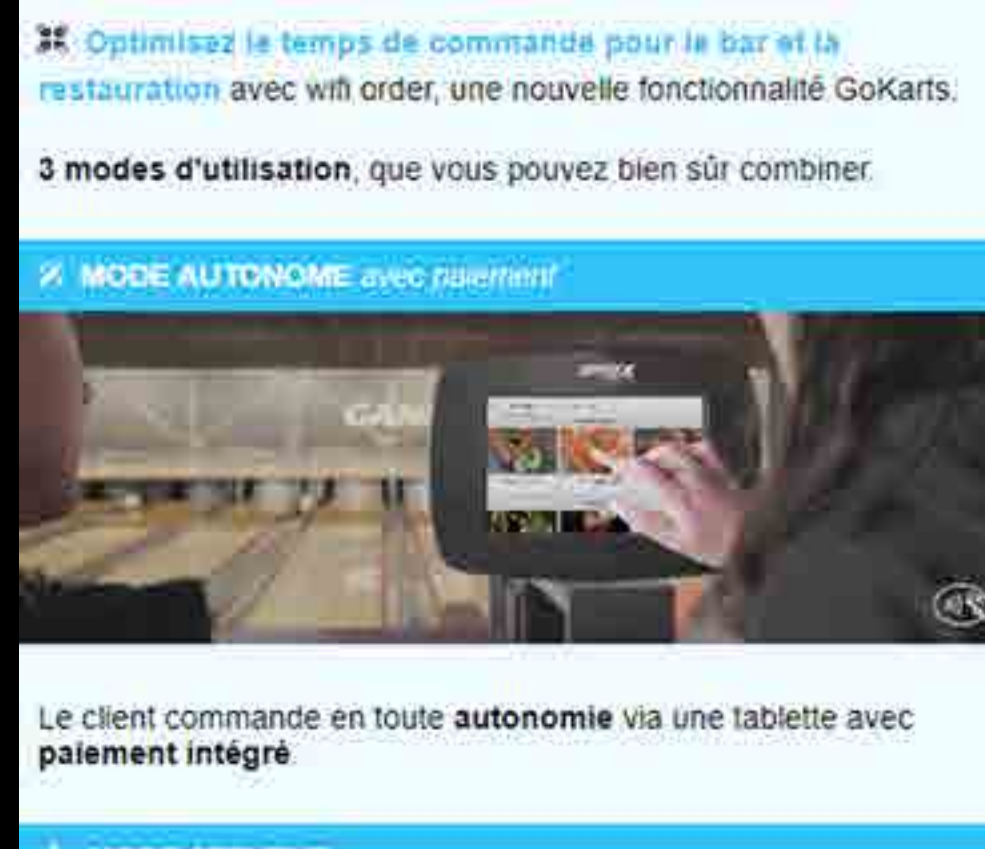 Optimisez le temps de commande pour le bar et la
restauration avec wifi order, une nouvelle fonctionnalité GoKarts.
3 modes d'utilisation, que vous pouvez bien sûr combiner.
MODE AUTONOME avec paiement
Le client commande en toute autonomie via une tablette avec
paiement intégré.